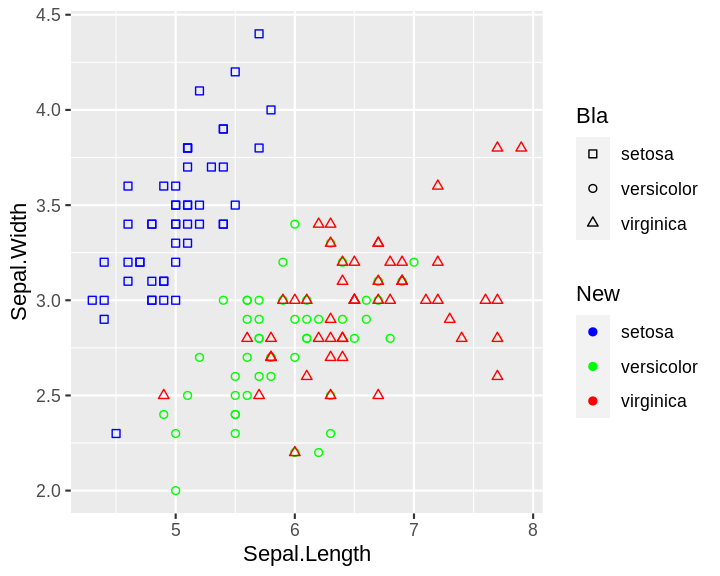 4.5
4.0
3.5
3.0
2.5
2.0
Sepal.Width
5 6 7 8
Sepal.Length
Bla
setosa
versicolor
virginica
New
setosa
versicolor
virginica